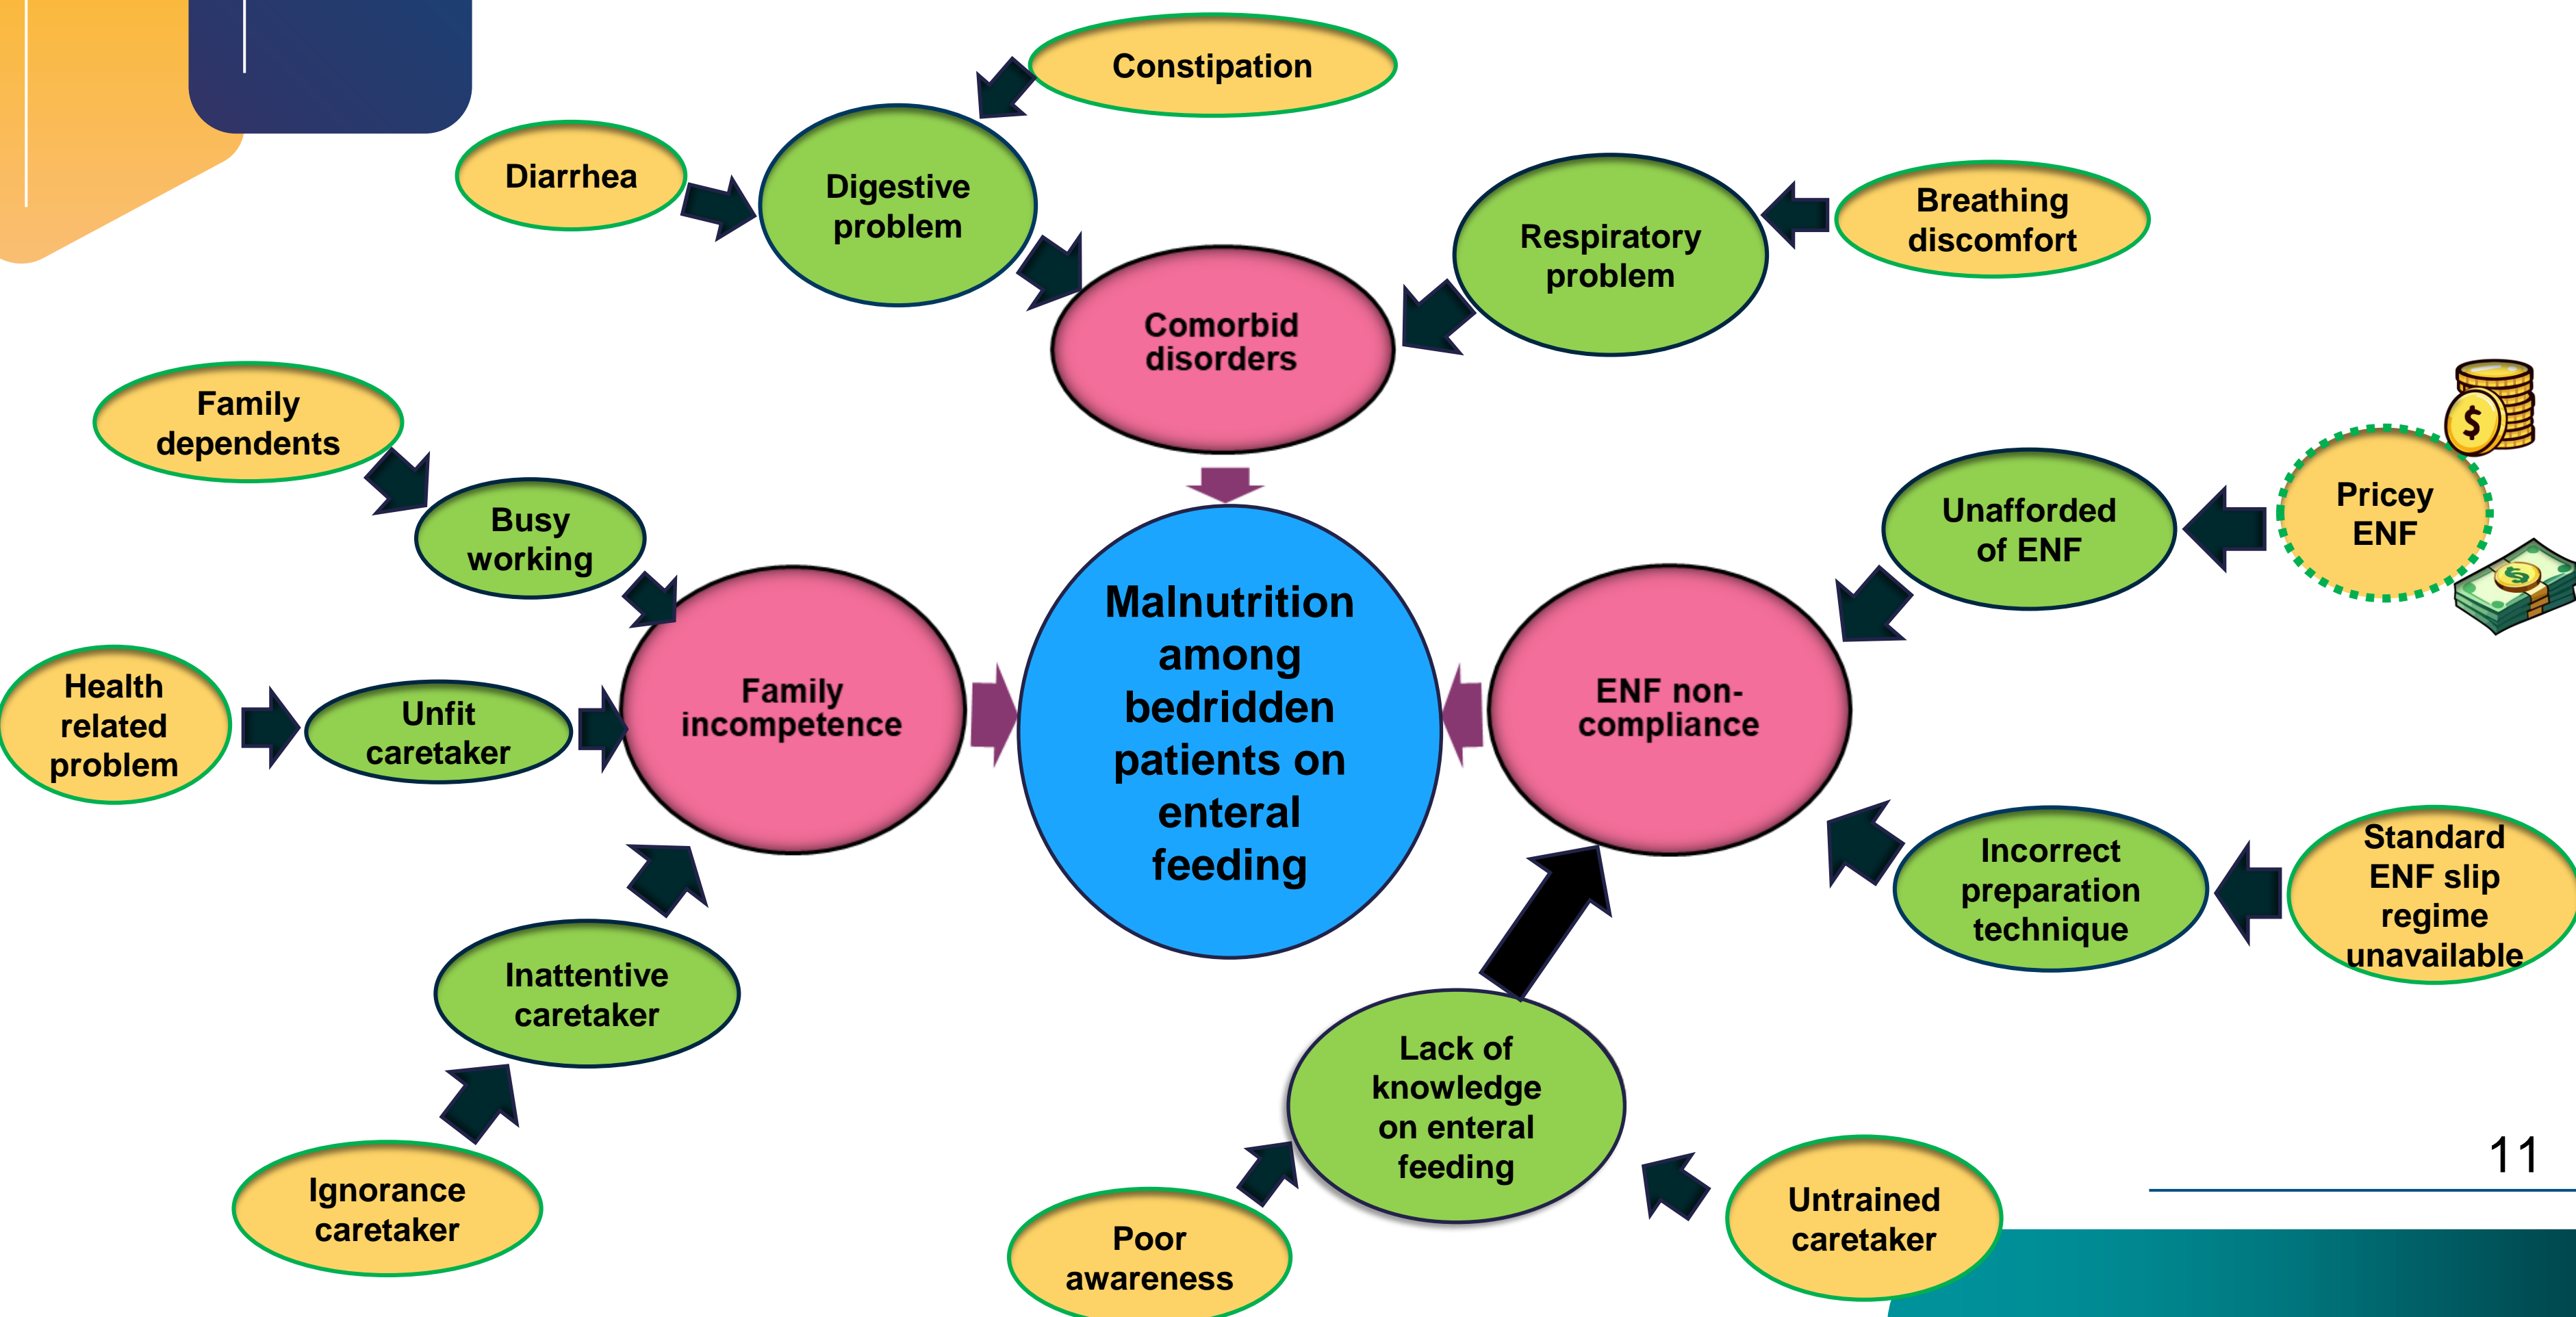 Constipation
Diarrhea
Digestive
problem
Respiratory
problem
Breathing
discomfort
Comorbid
disorders
Family
dependents
Busy
working
Unafforded
of ENF
Pricey
ENF
$
$
Malnutrition
among
bedridden
patients on
enteral
feeding
Health
related
problem
Unfit
caretaker
Family
incompetence
ENF non-
compliance
Incorrect
preparation
technique
Standard
ENF slip
regime
unavailable
Inattentive
caretaker
Lack of
knowledge
on enteral
feeding
Ignorance
caretaker
Poor
awareness
Untrained
caretaker
11